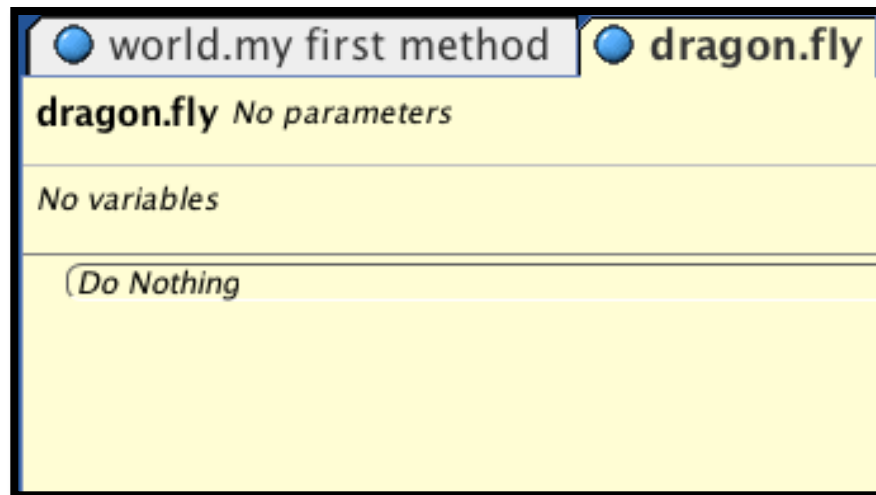 world.my first method dragon.fly
dragon.fly No parameters
No variables
Do Nothing